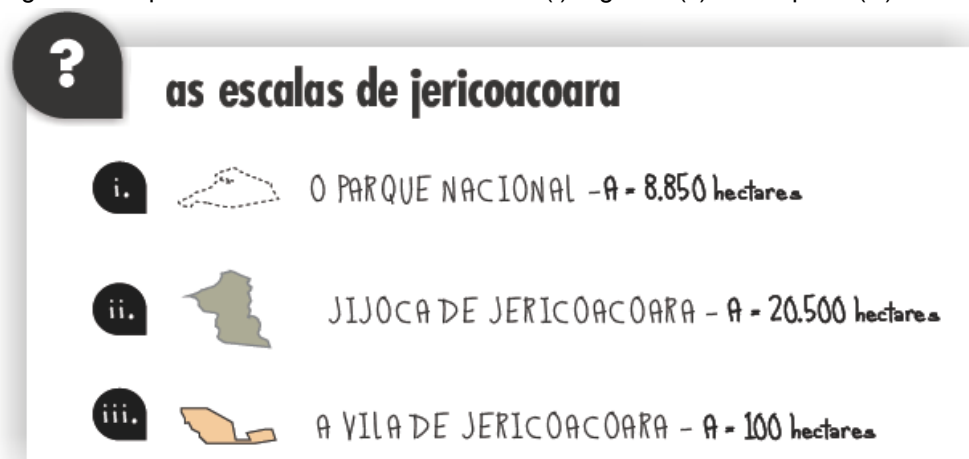 ?
as escalas de jericoacoara
i. O PARQUE NACIONAL - A = 8.850 hectares
ii. JIJOCA DE JERICOACOARA - A = 20.500 hectares
iii. A VILA DE JERICOACOARA - A = 100 hectares